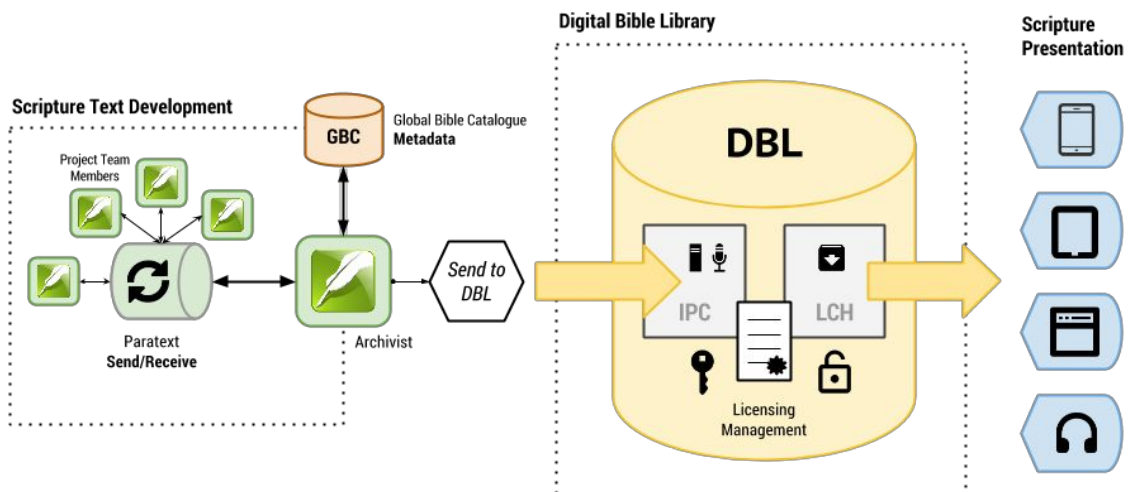 Digital Bible Library
Scripture
Presentation
Scripture Text Development
GBC
Global Bible Catalogue
Metadata
DBL
Project Team
Members
Send to
DBL
IPC
LCH
Paratext
Send/Receive
Archivist
Licensing
Management